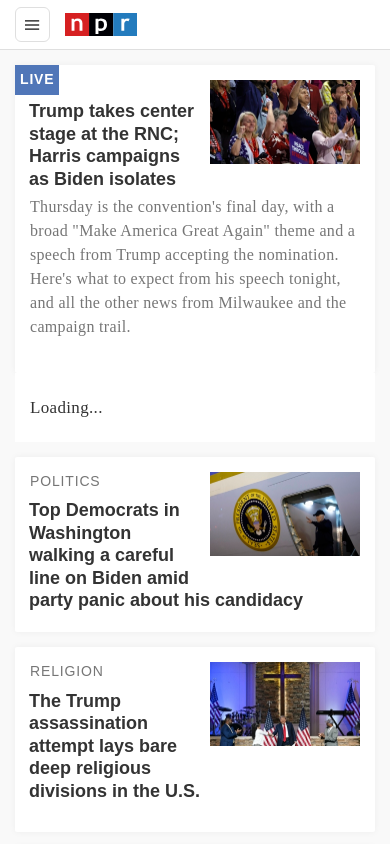 npr
LIVE
Trump takes center
stage at the RNC;
Harris campaigns
as Biden isolates
Thursday is the convention's final day, with a
broad "Make America Great Again" theme and a
speech from Trump accepting the nomination.
Here's what to expect from his speech tonight,
and all the other news from Milwaukee and the
campaign trail.
Loading...
POLITICS
Top Democrats in
Washington
walking a careful
line on Biden amid
party panic about his candidacy
RELIGION
The Trump
assassination
attempt lays bare
deep religious
divisions in the U.S.